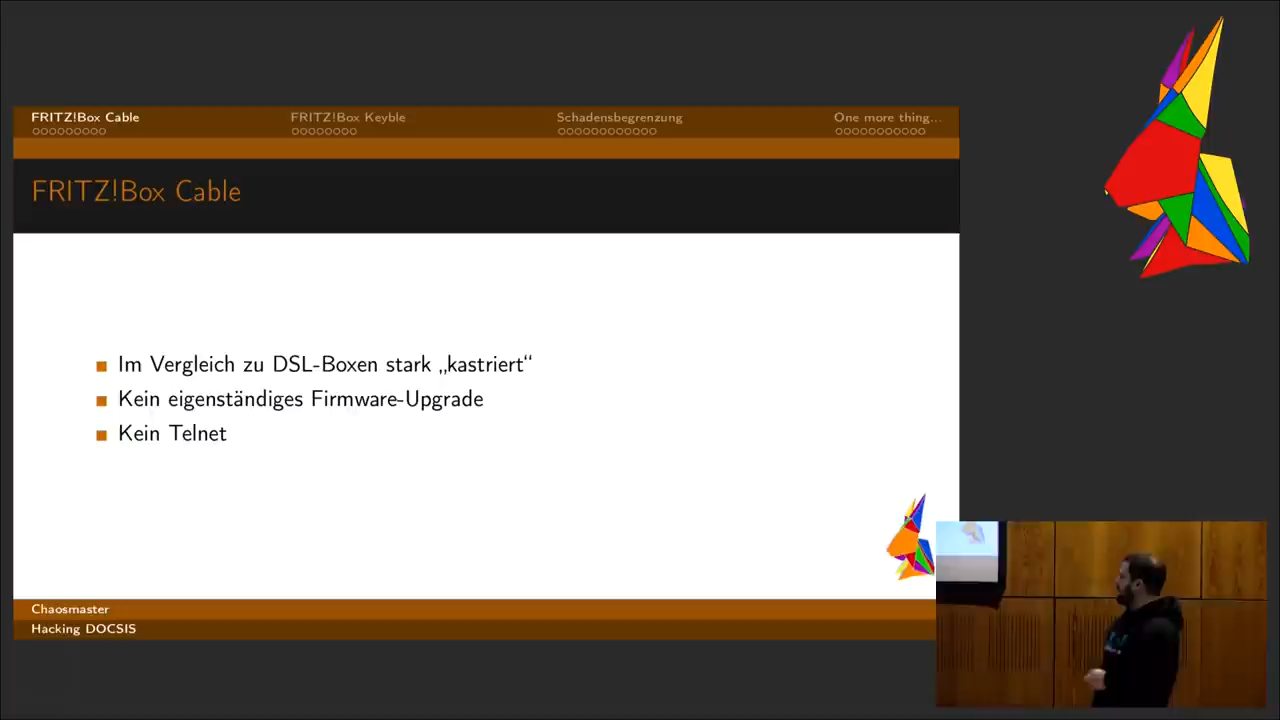 FRITZ!Box Cable
FRITZ!Box Keyble
Schadensbegrenzung
One more thing...
FRITZ!Box Cable
Im Vergleich zu DSL-Boxen stark „kastriert“
Kein eigenständiges Firmware-Upgrade
Kein Telnet
Chaosmaster
Hacking DOCSIS